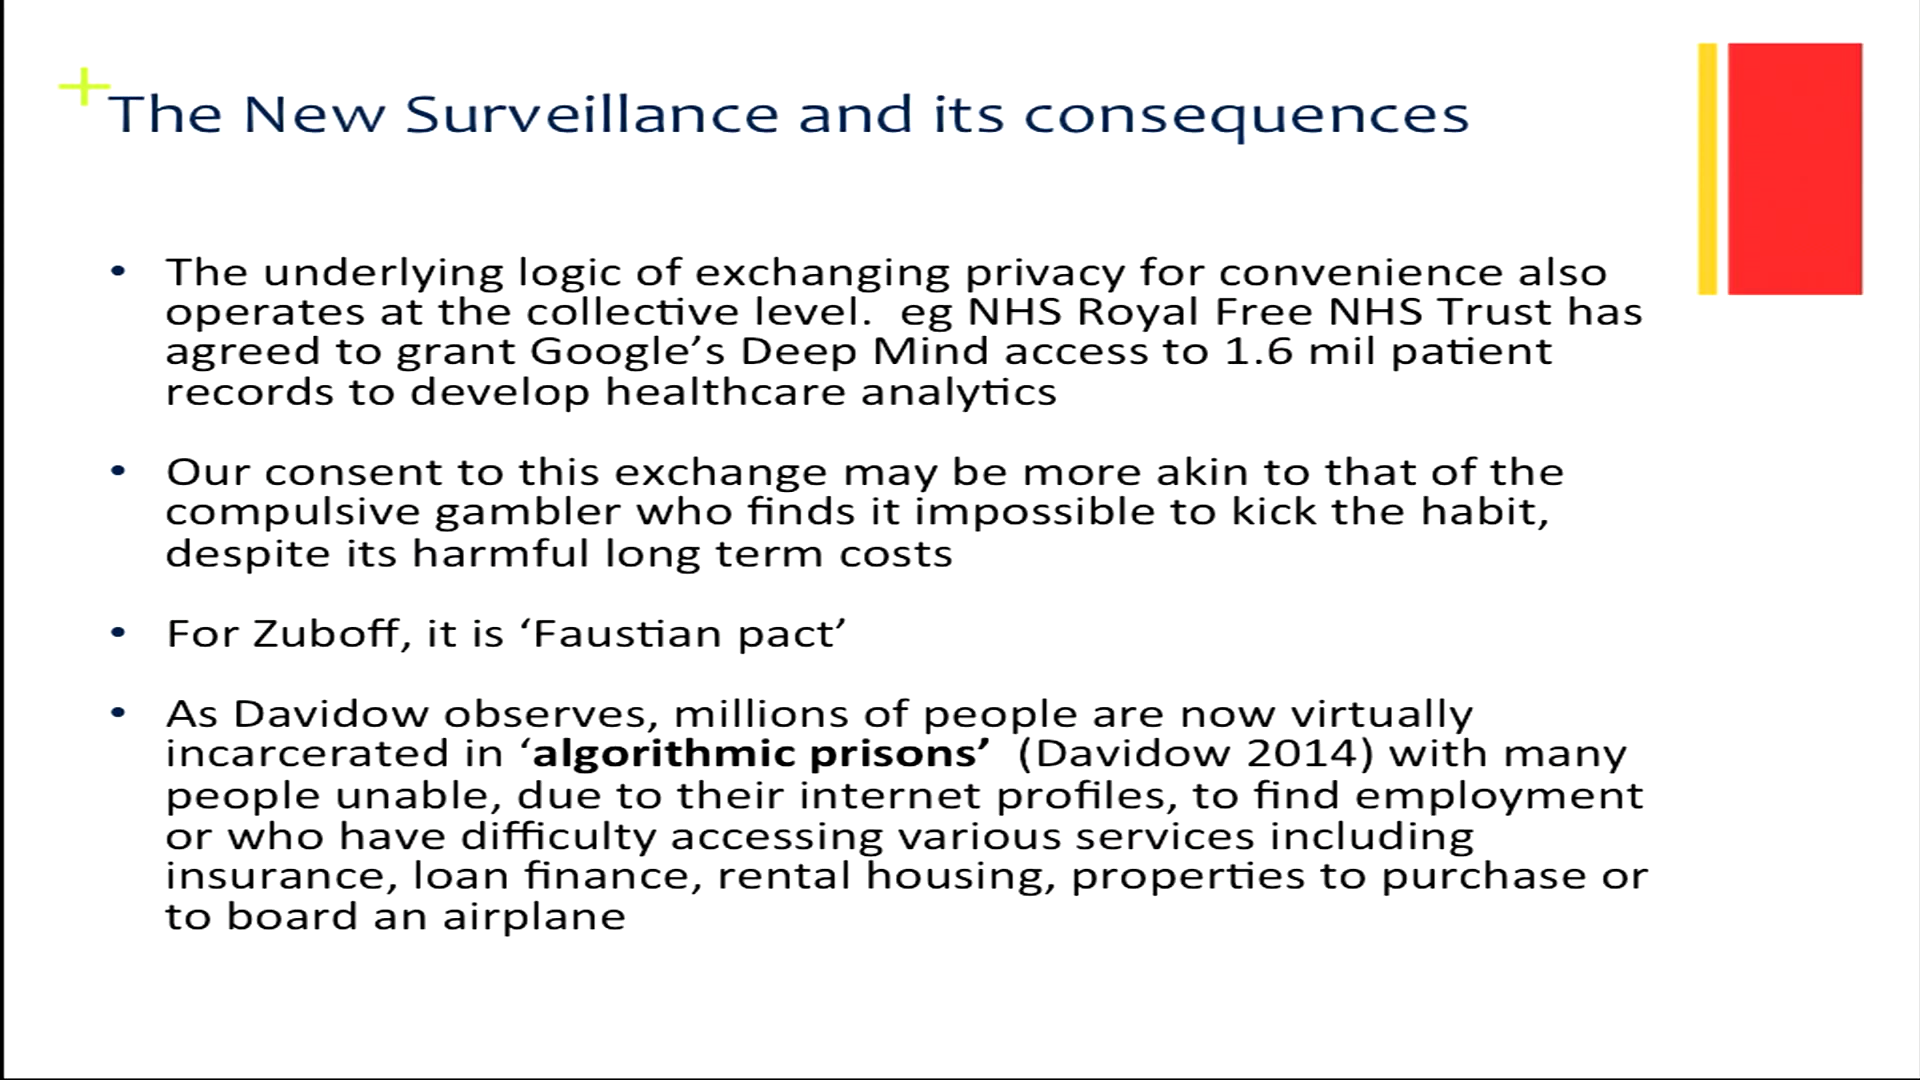 +
The New Surveillance and its consequences
• The underlying logic of exchanging privacy for convenience also
operates at the collective level.  eg NHS Royal Free NHS Trust has
agreed to grant Google’s Deep Mind access to 1.6 mil patient
records to develop healthcare analytics
• Our consent to this exchange may be more akin to that of the
compulsive gambler who finds it impossible to kick the habit,
despite its harmful long term costs
• For Zuboff, it is ‘Faustian pact’
• As Davidow observes, millions of people are now virtually
incarcerated in ‘algorithmic prisons’  (Davidow 2014) with many
people unable, due to their internet profiles, to find employment
or who have difficulty accessing various services including
insurance, loan finance, rental housing, properties to purchase or
to board an airplane